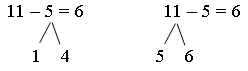 11 – 5 = 6 11 – 5 = 6
1 4 5 6